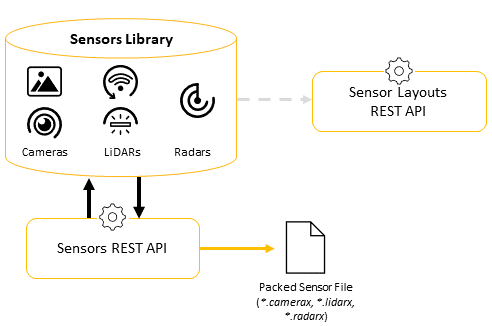 Sensors Library
Cameras
LiDARs
Radars
Sensor Layouts
REST API
Sensors REST API
Packed Sensor File
(*.camerax, *.lidarx,
*.radarx)